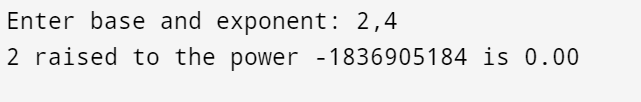 Enter base and exponent: 2,4
2 raised to the power -1836905184 is 0.00